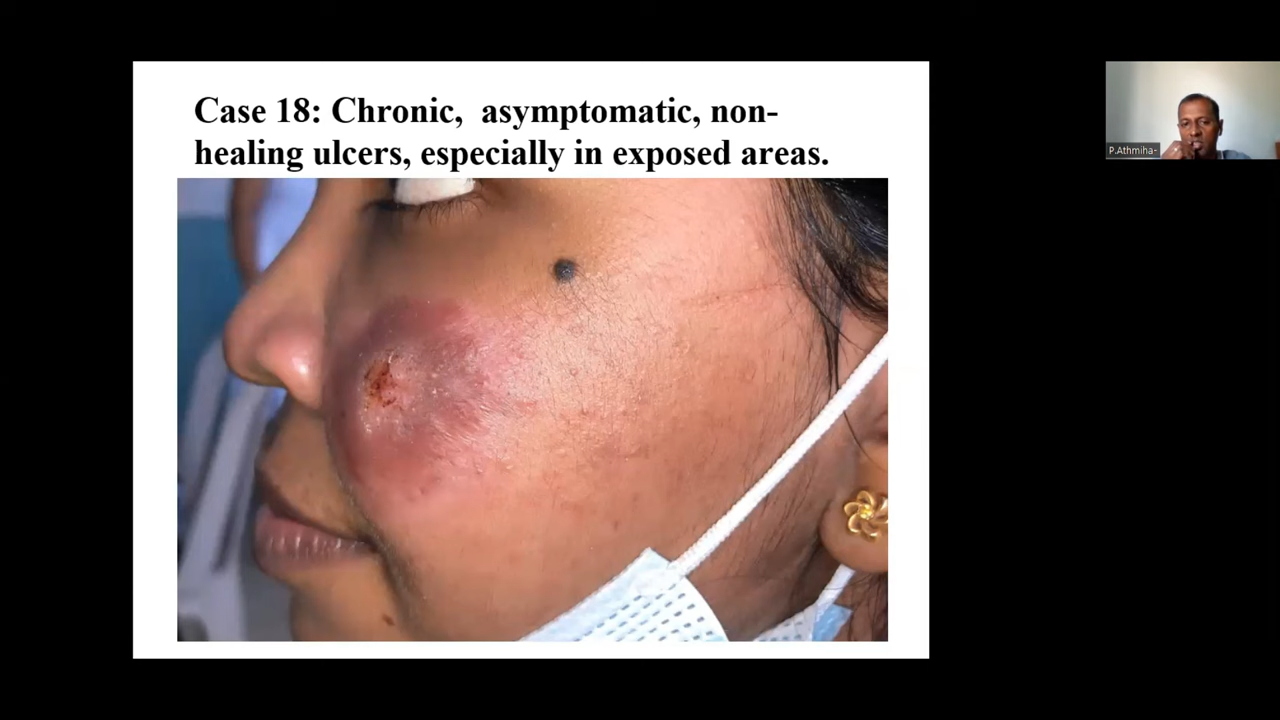 Case 18: Chronic,  asymptomatic, non-
healing ulcers, especially in exposed areas.
P.Athmiha-